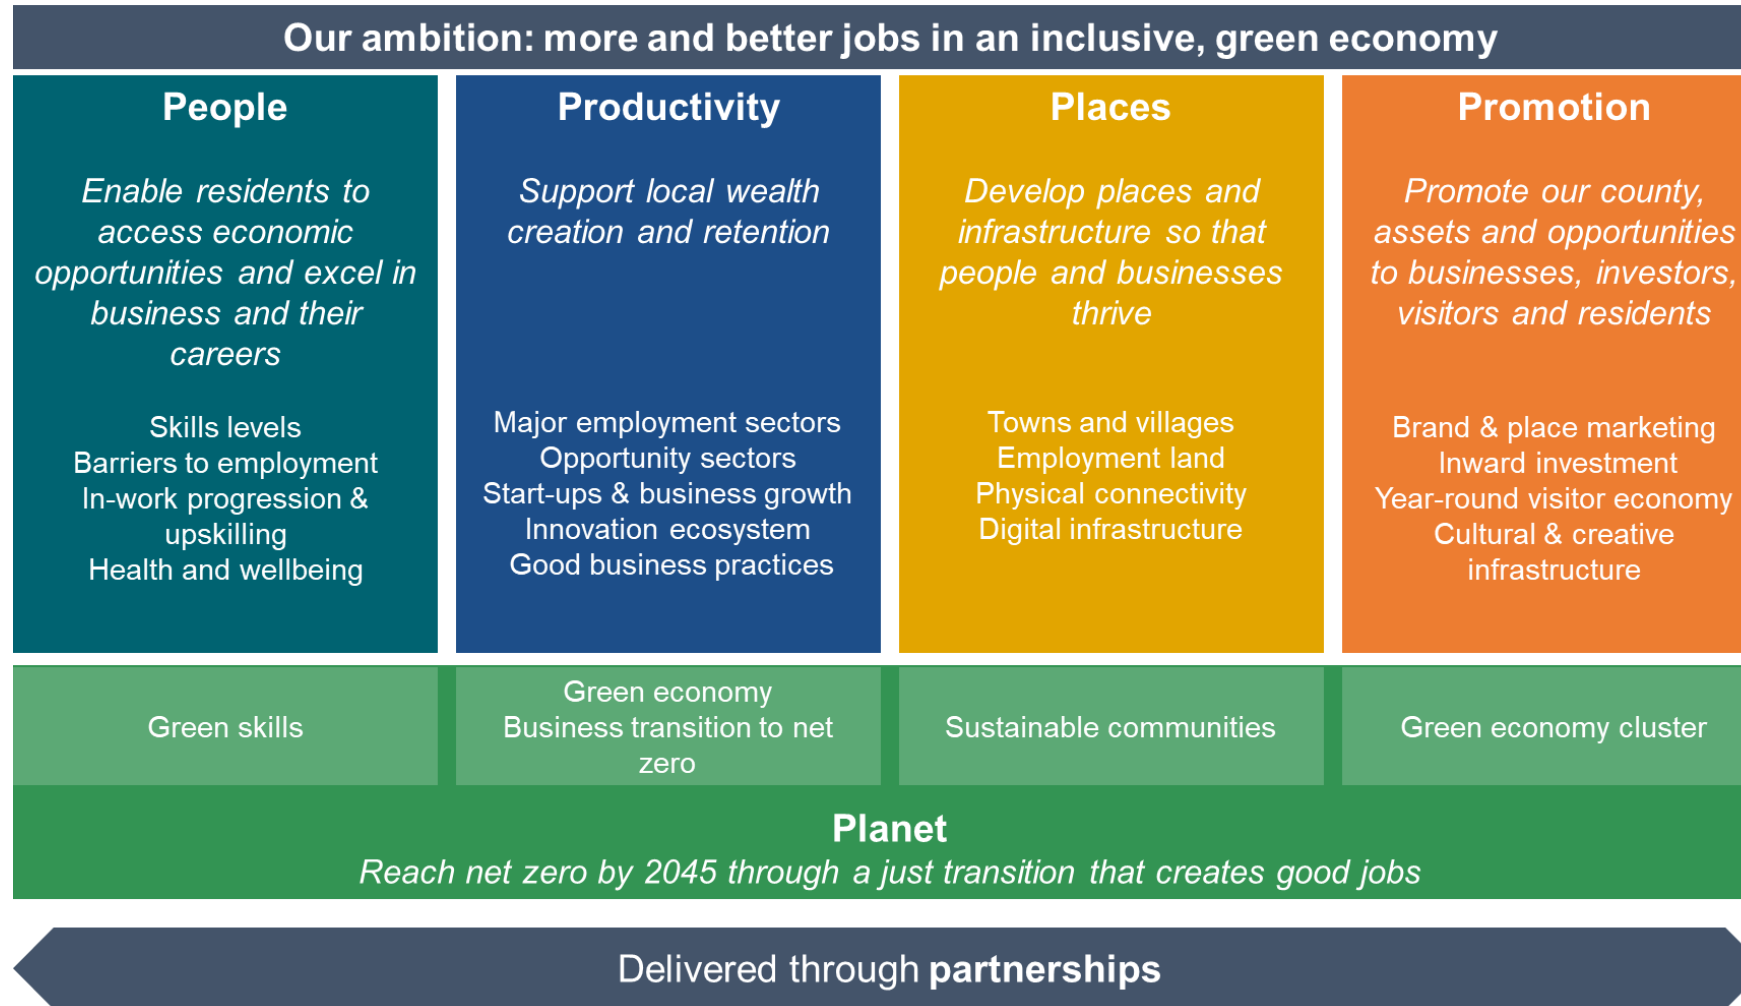 Our ambition: more and better jobs in an inclusive, green economy
People
Enable residents to
access economic
opportunities and excel in
business and their
careers
Skills levels
Barriers to employment
In-work progression &
upskilling
Health and wellbeing
Productivity
Support local wealth
creation and retention
Major employment sectors
Opportunity sectors
Start-ups & business growth
Innovation ecosystem
Good business practices
Places
Develop places and
infrastructure so that
people and businesses
thrive
Towns and villages
Employment land
Physical connectivity
Digital infrastructure
Promotion
Promote our county,
assets and opportunities
to businesses, investors,
visitors and residents
Brand & place marketing
Inward investment
Year-round visitor economy
Cultural & creative
infrastructure
Green skills
Green economy
Business transition to net
zero
Sustainable communities
Green economy cluster
Planet
Reach net zero by 2045 through a just transition that creates good jobs
Delivered through partnerships